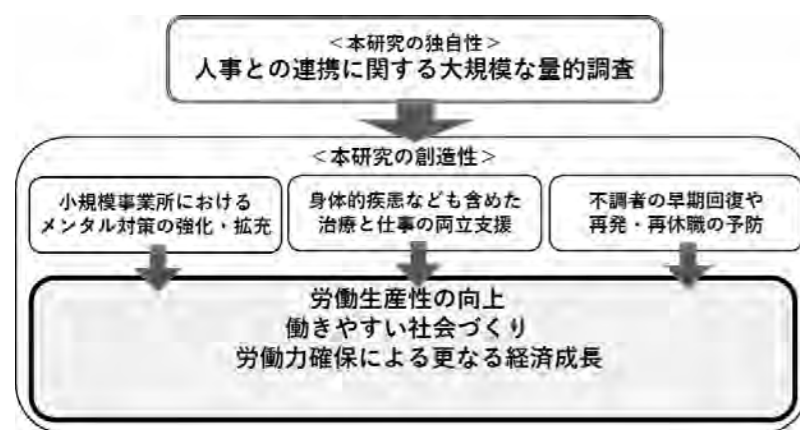 ＜本研究の独自性＞
人事との連携に関する大規模な量的調査
＜本研究の創造性＞
小規模事業所における
メンタル対策の強化・拡充
身体的疾患なども含めた
治療と仕事の両立支援
不調者の早期回復や
再発・再休職の予防
労働生産性の向上
働きやすい社会づくり
労働力確保による更なる経済成長